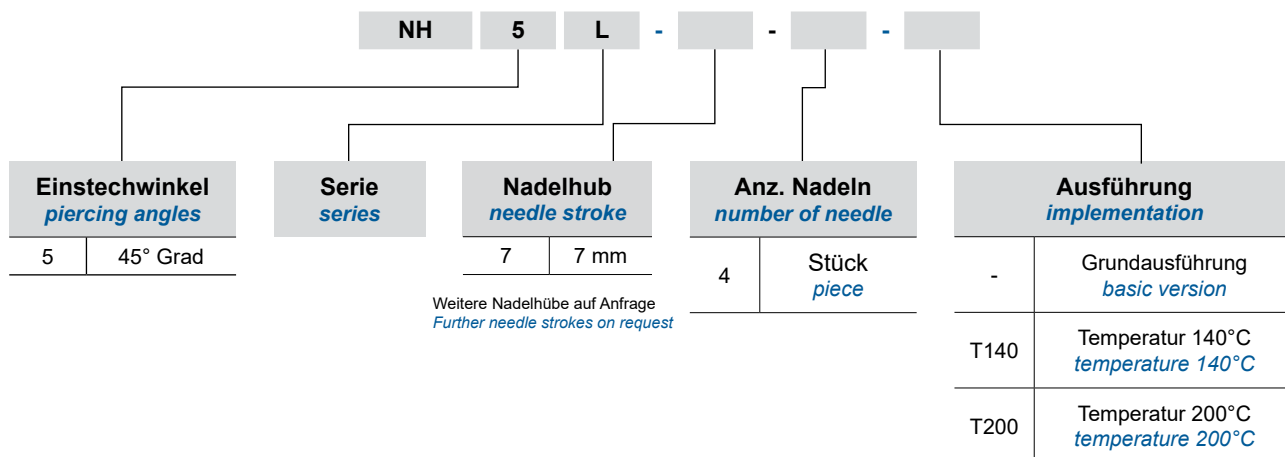 NH 5 L - - -
Einstechwinkel
piercing angles
5 45° Grad
Serie
series
Nadelhub
needle stroke
7 7 mm
Weitere Nadelhübe auf Anfrage
Further needle strokes on request
Anz. Nadeln
number of needle
4 Stück
piece
Ausführung
implementation
- Grundausführung
basic version
T140 Temperatur 140°C
temperature 140°C
T200 Temperatur 200°C
temperature 200°C